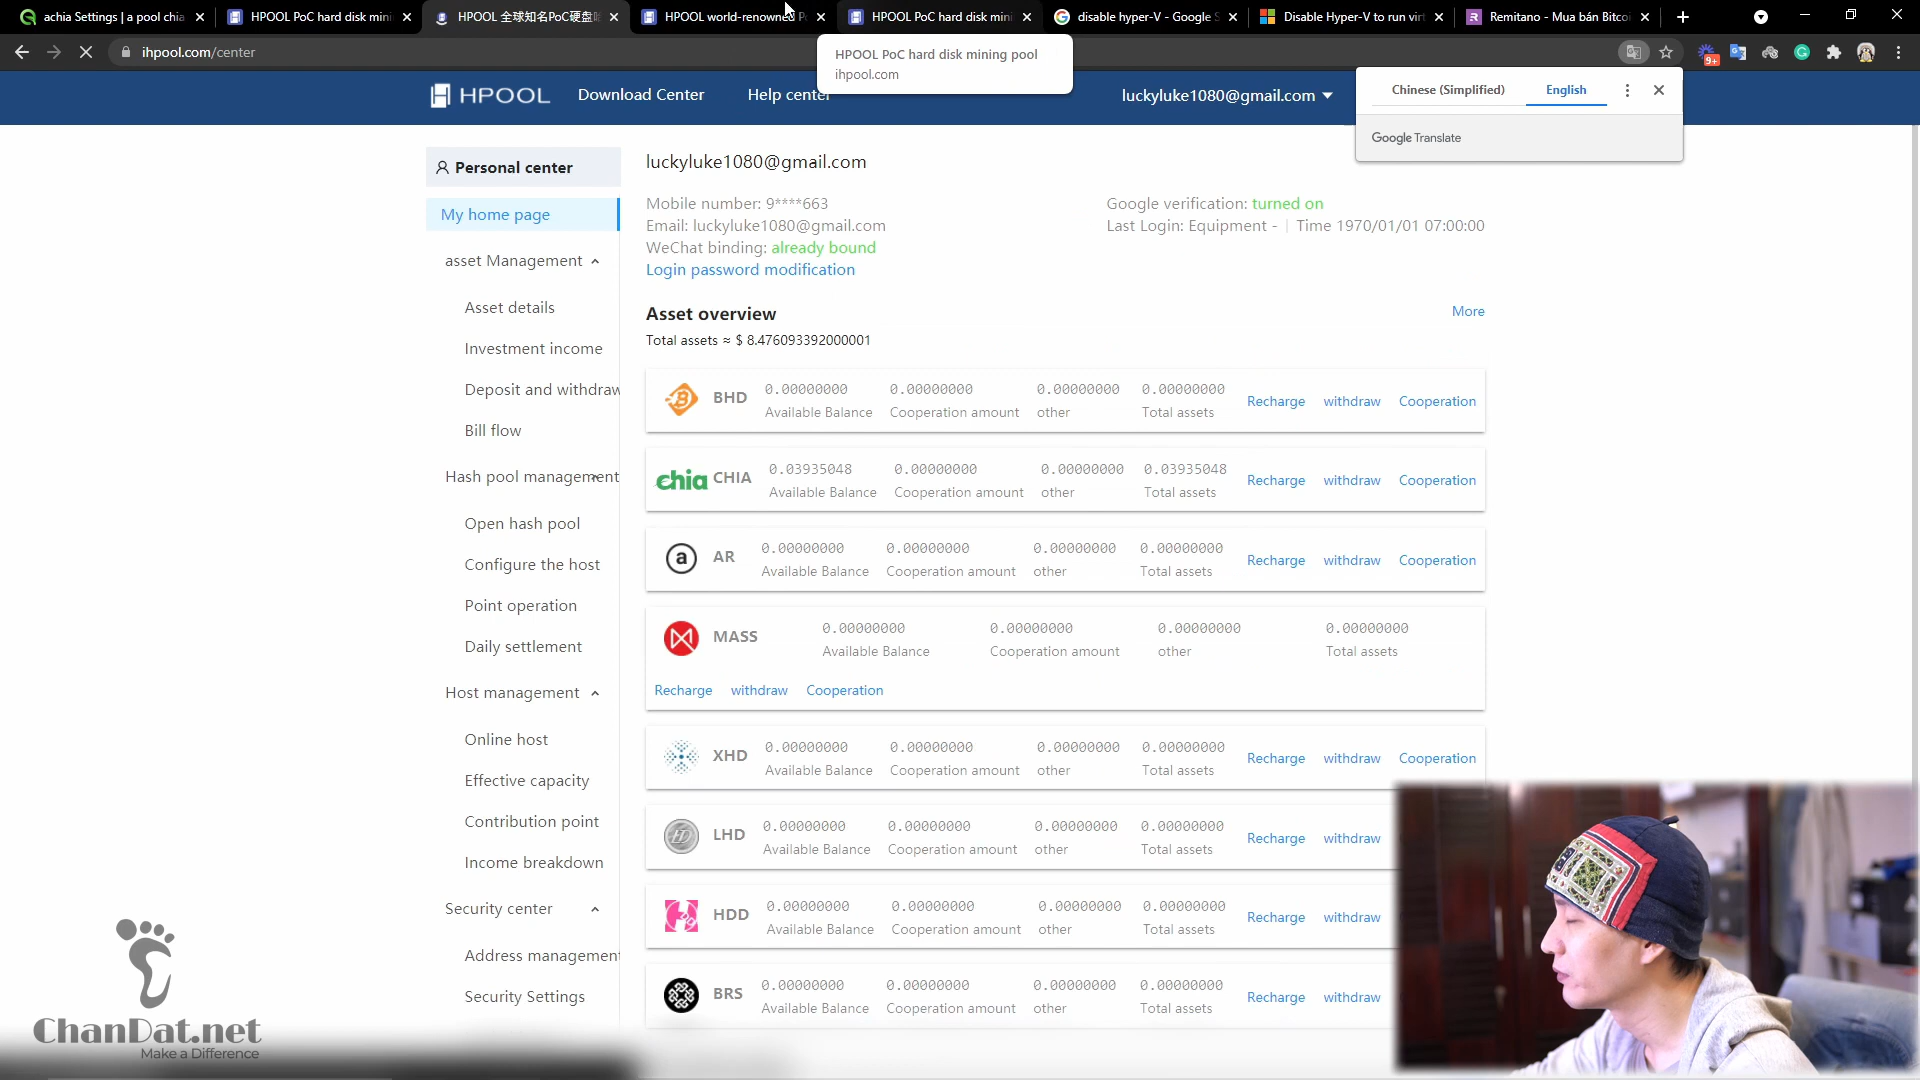 achia Settings | a pool chia
HPOOL PoC hard disk mini
HPOOL 全球知名PoC硬盘
HPOOL world-renowned P
HPOOL PoC hard disk mini
disable hyper-V - Google S
Disable Hyper-V to run virt
Remitano - Mua bán Bitco
ihpool.com/center
9+
HPOOL PoC hard disk mining pool
ihpool.com
HPOOL
Download Center
Help center
luckyluke1080@gmail.com
Chinese (Simplified)
English
Google Translate
Personal center
My home page
asset Management
Asset details
Investment income
Deposit and withdraw
Bill flow
Hash pool management
Open hash pool
Configure the host
Point operation
Daily settlement
Host management
Online host
Effective capacity
Contribution point
Income breakdown
Security center
Address management
Security Settings
luckyluke1080@gmail.com
Mobile number: 9****663
Email: luckyluke1080@gmail.com
WeChat binding: already bound
Login password modification
Google verification: turned on
Last Login: Equipment - | Time 1970/01/01 07:00:00
Asset overview
More
Total assets ≈ $ 8.476093392000001
BHD
0.00000000 0.00000000 0.00000000 0.00000000
Available Balance Cooperation amount other Total assets
Recharge withdraw Cooperation
chia CHIA
0.03935048 0.00000000 0.00000000 0.03935048
Available Balance Cooperation amount other Total assets
Recharge withdraw Cooperation
a AR
0.00000000 0.00000000 0.00000000 0.00000000
Available Balance Cooperation amount other Total assets
Recharge withdraw Cooperation
MASS
0.00000000 0.00000000 0.00000000 0.00000000
Available Balance Cooperation amount other Total assets
Recharge withdraw Cooperation
XHD
0.00000000 0.00000000 0.00000000 0.00000000
Available Balance Cooperation amount other Total assets
Recharge withdraw Cooperation
LHD
0.00000000 0.00000000 0.00000000 0.00000000
Available Balance Cooperation amount other Total assets
Recharge withdraw
HDD
0.00000000 0.00000000 0.00000000 0.00000000
Available Balance Cooperation amount other Total assets
Recharge withdraw
BRS
0.00000000 0.00000000 0.00000000 0.00000000
Available Balance Cooperation amount other Total assets
Recharge withdraw
ChanDat.net
Make a Difference